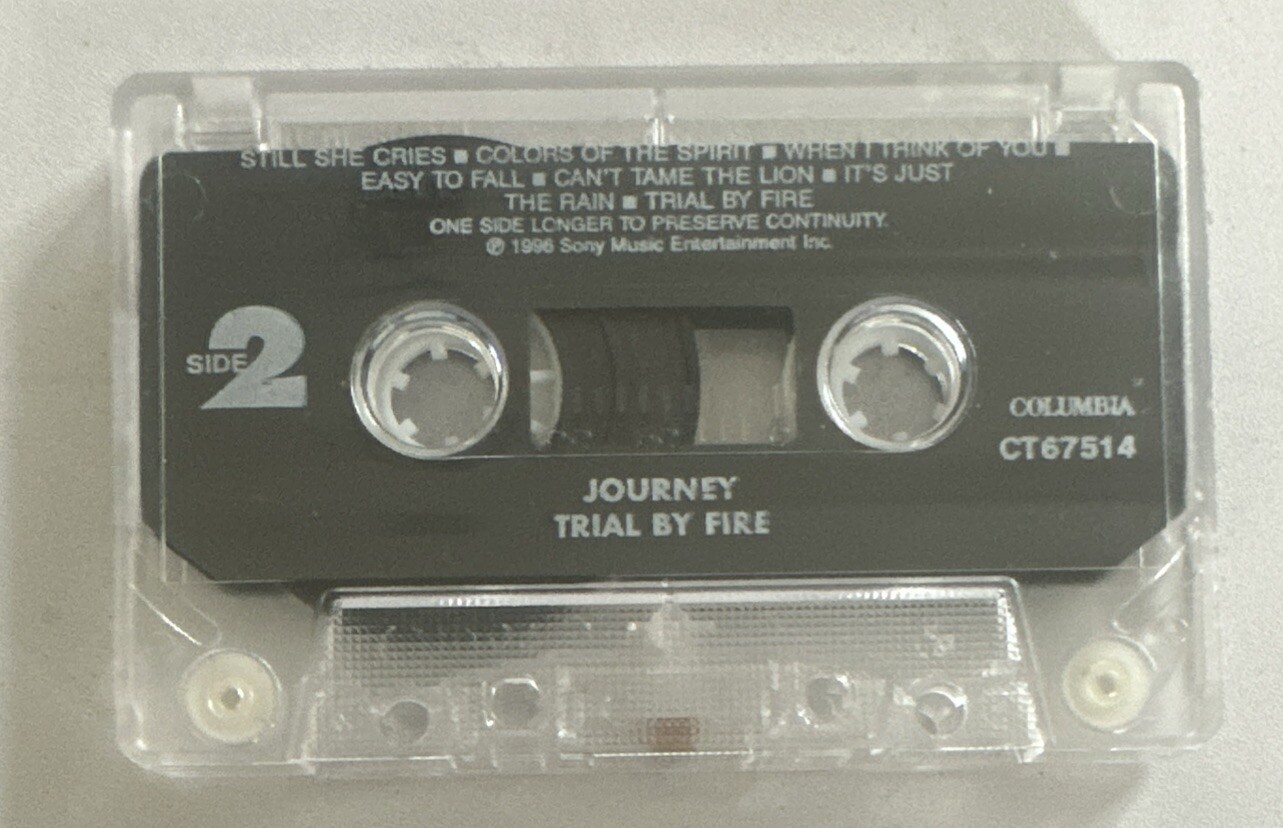 STILL SHE CRIES ■ COLORS OF THE SPIRIT ■ WHEN I THINK OF YOU ■
EASY TO FALL ■ CAN'T TAME THE LION ■ IT'S JUST
THE RAIN ■ TRIAL BY FIRE
ONE SIDE LONGER TO PRESERVE CONTINUITY.
℗ 1996 Sony Music Entertainment Inc.
SIDE 2
COLUMBIA
CT67514
JOURNEY
TRIAL BY FIRE